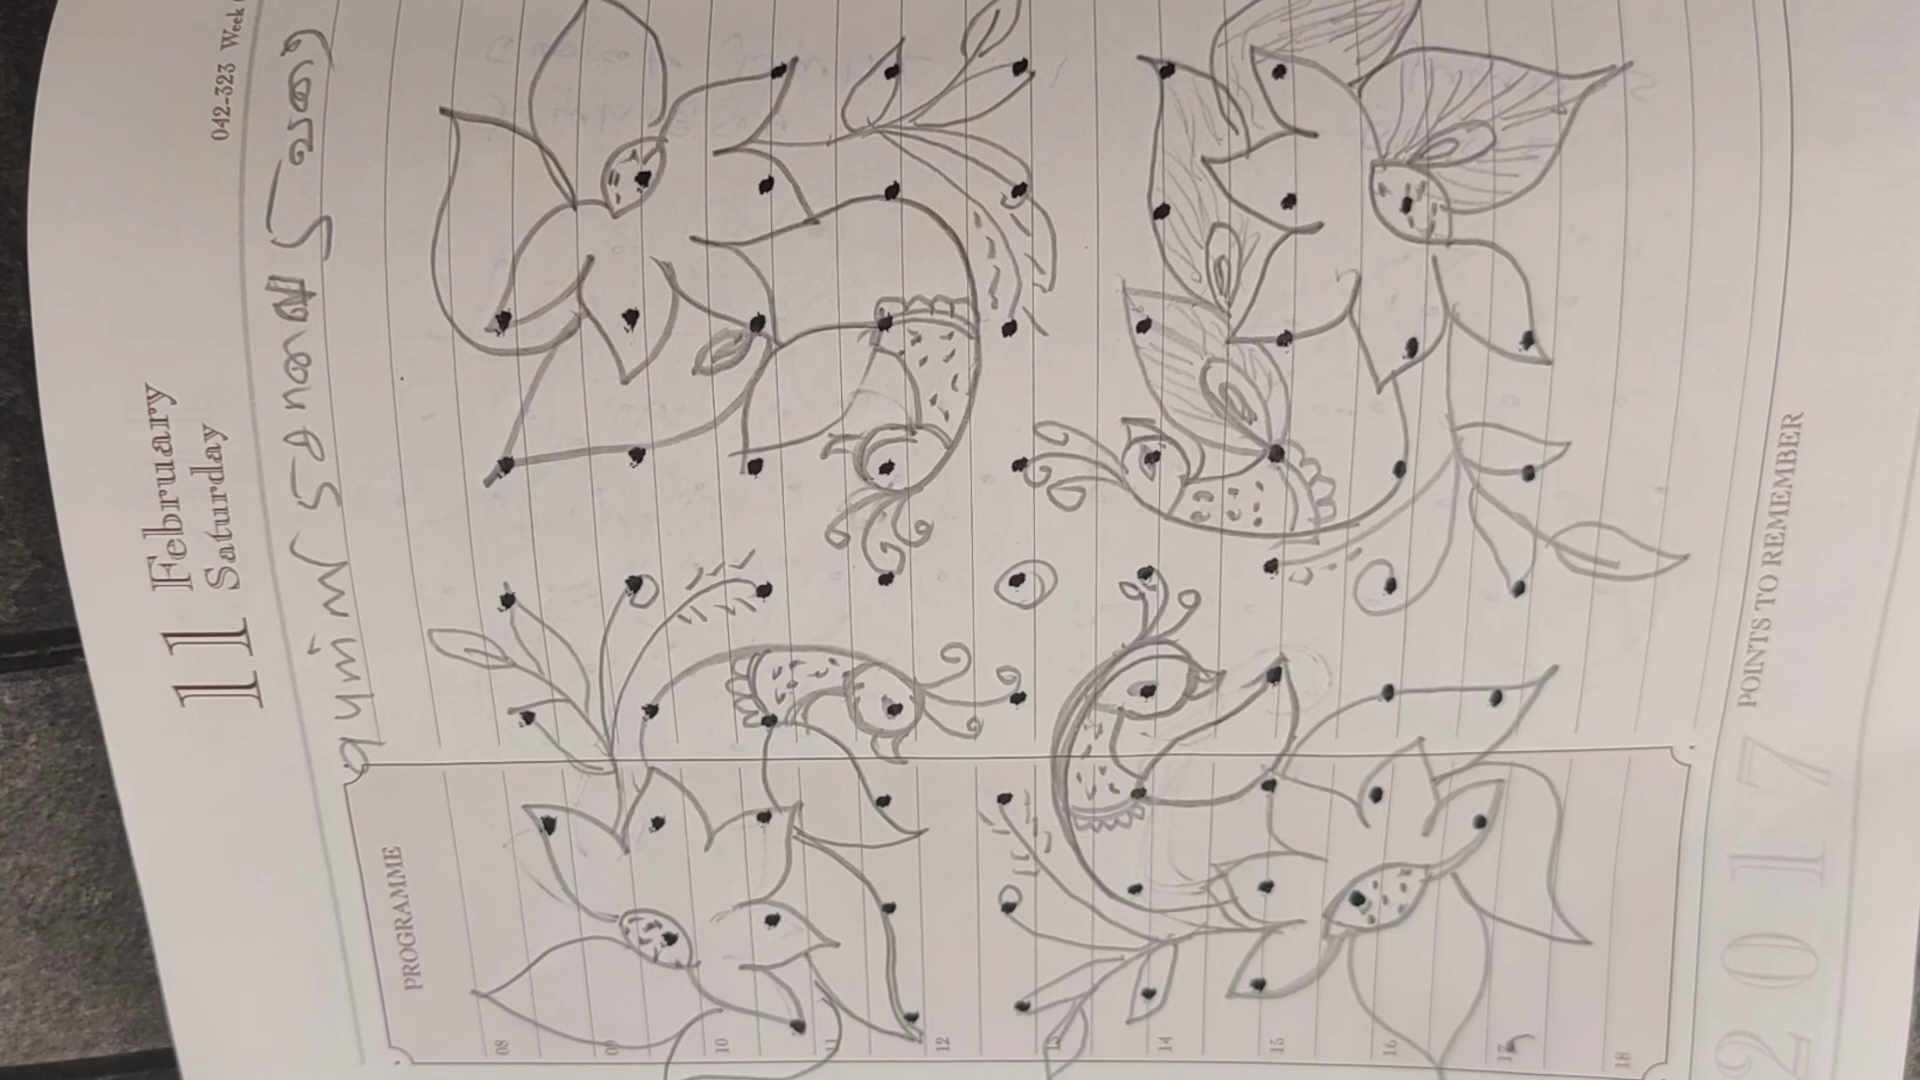 11
February
Saturday
042-323 Week
PROGRAMME
08
09
10
11
12
13
14
15
16
17
18
POINTS TO REMEMBER
2017